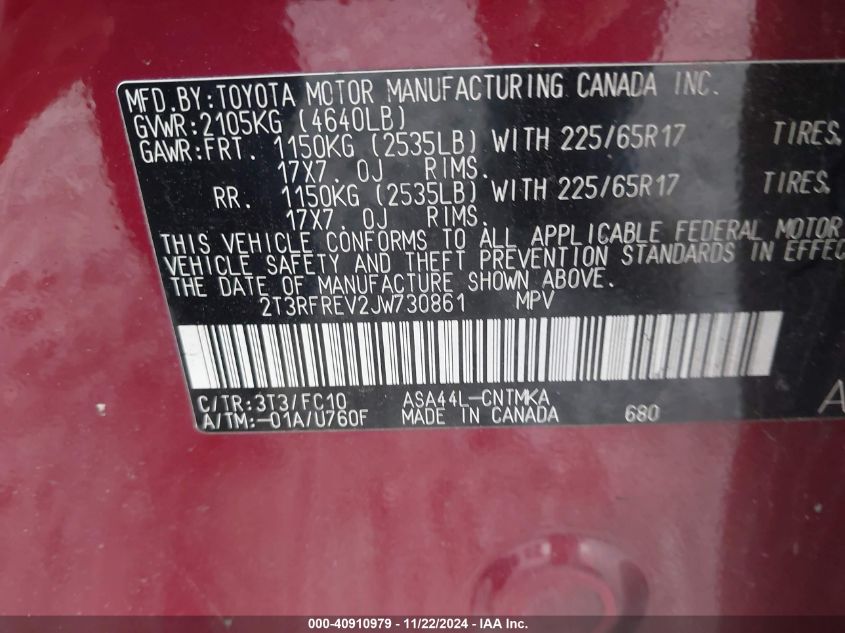 MFD.BY:TOYOTA MOTOR MANUFACTURING CANADA INC.
GVWR:2105KG (4640LB)
GAWR:FRT. 1150KG (2535LB) WITH 225/65R17 TIRES,
17X7.0J RIMS.
RR. 1150KG (2535LB) WITH 225/65R17 TIRES,
17X7.0J RIMS.
THIS VEHICLE CONFORMS TO ALL APPLICABLE FEDERAL MOTOR
VEHICLE SAFETY AND THEFT PREVENTION STANDARDS IN EFFEC
THE DATE OF MANUFACTURE SHOWN ABOVE.
2T3RFREV2JW730861 MPV
C/TR:3T3/FC10 ASA44L-CNTMKA A
A/TM:-01A/U760F MADE IN CANADA 680
000-40910979 - 11/22/2024 - IAA Inc.